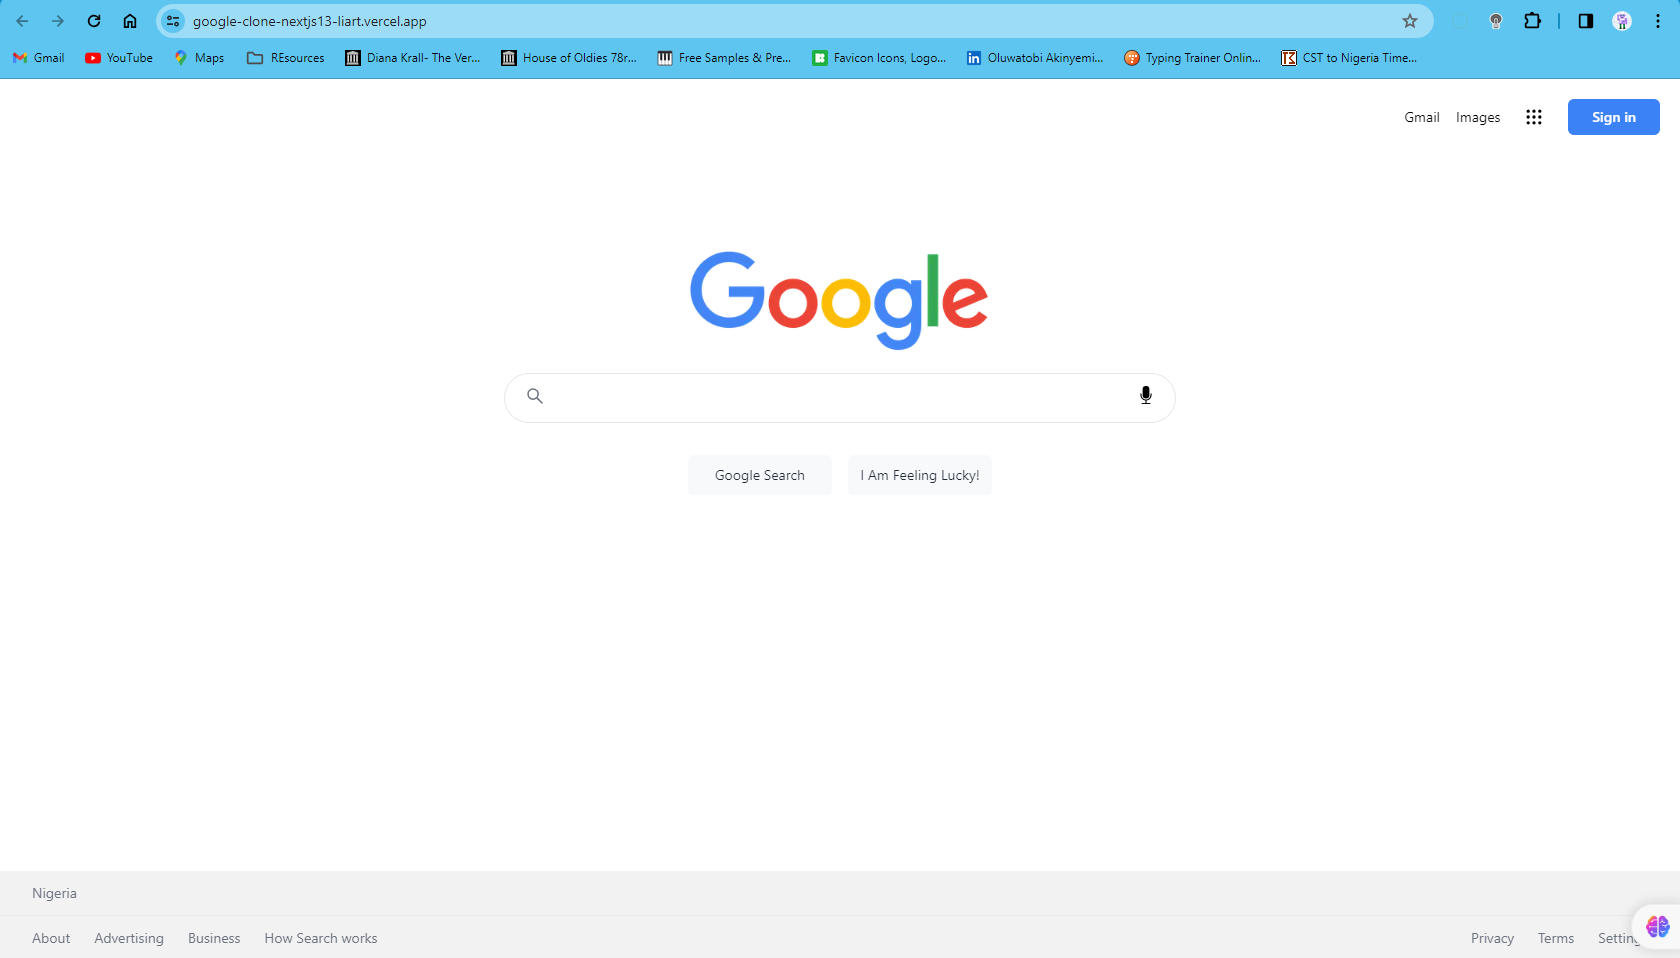 google-clone-nextjs13-liart.vercel.app
Gmail YouTube Maps REsources Diana Krall- The Ver... House of Oldies 78r... Free Samples & Pre... Favicon Icons, Logo... Oluwatobi Akinyemi... Typing Trainer Onlin... CST to Nigeria Time...
Gmail Images Sign in
Google
Google Search I Am Feeling Lucky!
Nigeria
About Advertising Business How Search works Privacy Terms Setting